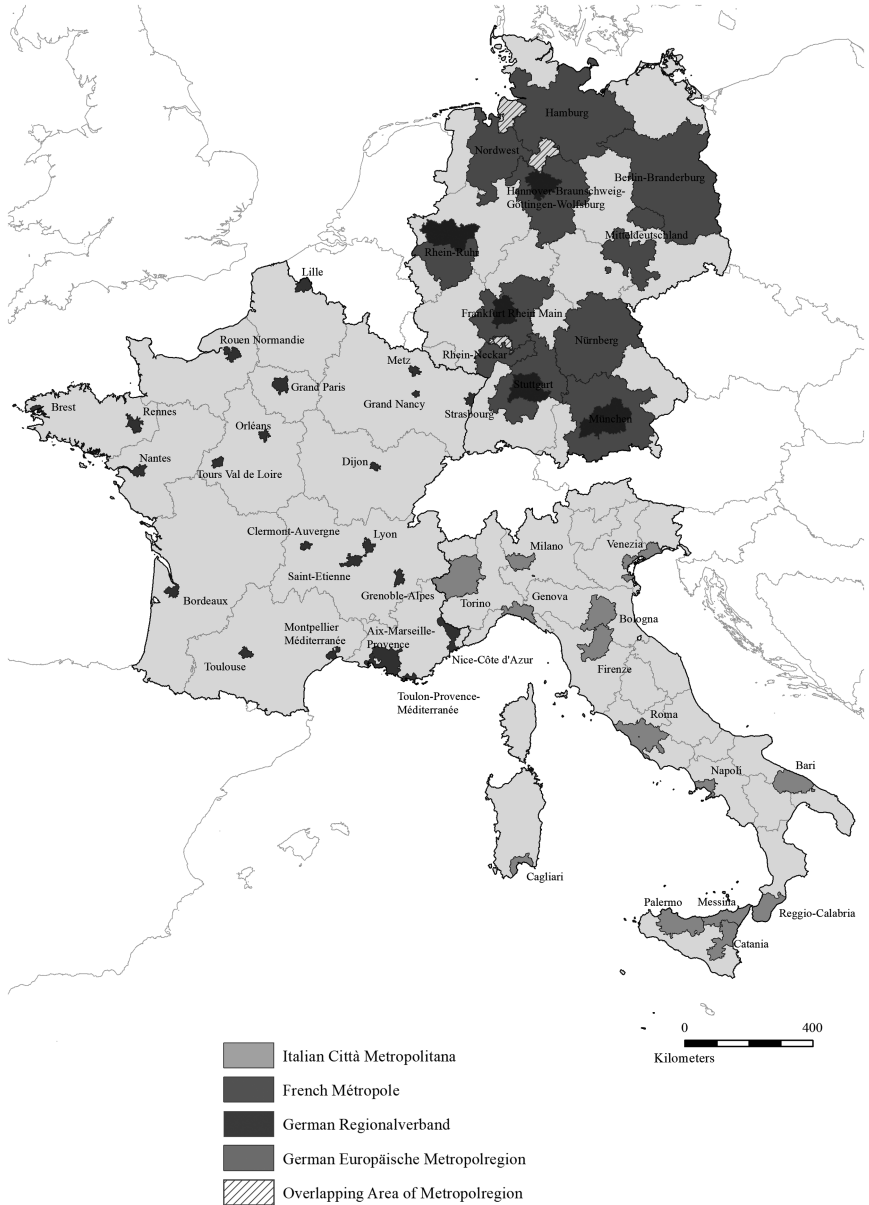 Hamburg
Nordwest
Berlin-Branderburg
Hannover-Braunschweig-
Göttingen-Wolfsburg
Mitteldeutschland
Rhein-Ruhr
Lille
Frankfurt Rhein Main
Rouen Normandie
Nürnberg
Metz
Rhein-Neckar
Grand Paris
Stuttgurt
Grand Nancy
Brest
Rennes
Strasbourg
München
Orléans
Nantes
Dijon
Tours Val de Loire
Clermont-Auvergne
Lyon
Milano
Venezia
Saint-Etienne
Grenoble-Alpes
Bordeaux
Torino
Genova
Bologna
Montpellier
Méditerranée
Aix-Marseille-
Provence
Nice-Côte d'Azur
Toulouse
Firenze
Toulon-Provence-
Méditerranée
Roma
Napoli
Bari
Cagliari
Palermo
Messina
Reggio-Calabria
Catania
0 400
Kilometers
Italian Città Metropolitana
French Métropole
German Regionalverband
German Europäische Metropolregion
Overlapping Area of Metropolregion